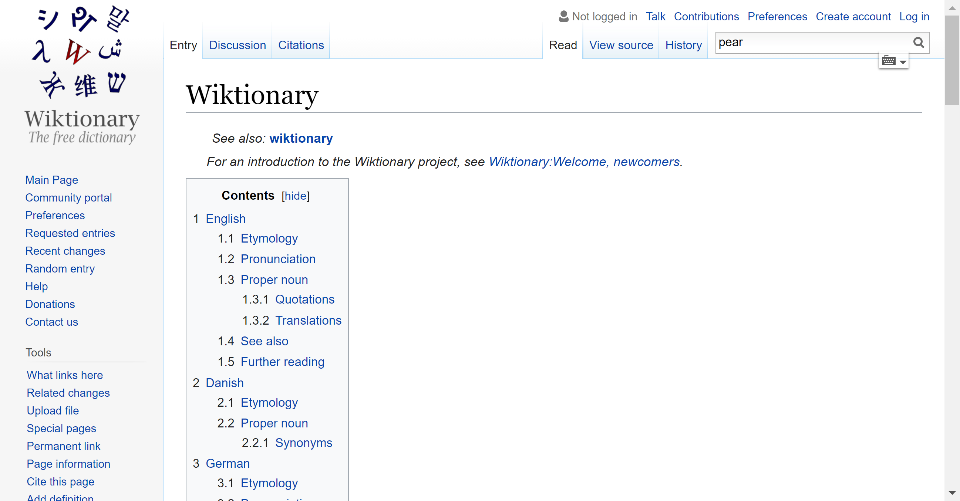 シ Wiktionary
The free dictionary
Not logged in Talk Contributions Preferences Create account Log in
Entry Discussion Citations Read View source History pear
Wiktionary
See also: wiktionary
For an introduction to the Wiktionary project, see Wiktionary:Welcome, newcomers.
Main Page
Community portal
Preferences
Requested entries
Recent changes
Random entry
Help
Donations
Contact us
Tools
What links here
Related changes
Upload file
Special pages
Permanent link
Page information
Cite this page
Add definition
Contents [hide]
1 English
1.1 Etymology
1.2 Pronunciation
1.3 Proper noun
1.3.1 Quotations
1.3.2 Translations
1.4 See also
1.5 Further reading
2 Danish
2.1 Etymology
2.2 Proper noun
2.2.1 Synonyms
3 German
3.1 Etymology